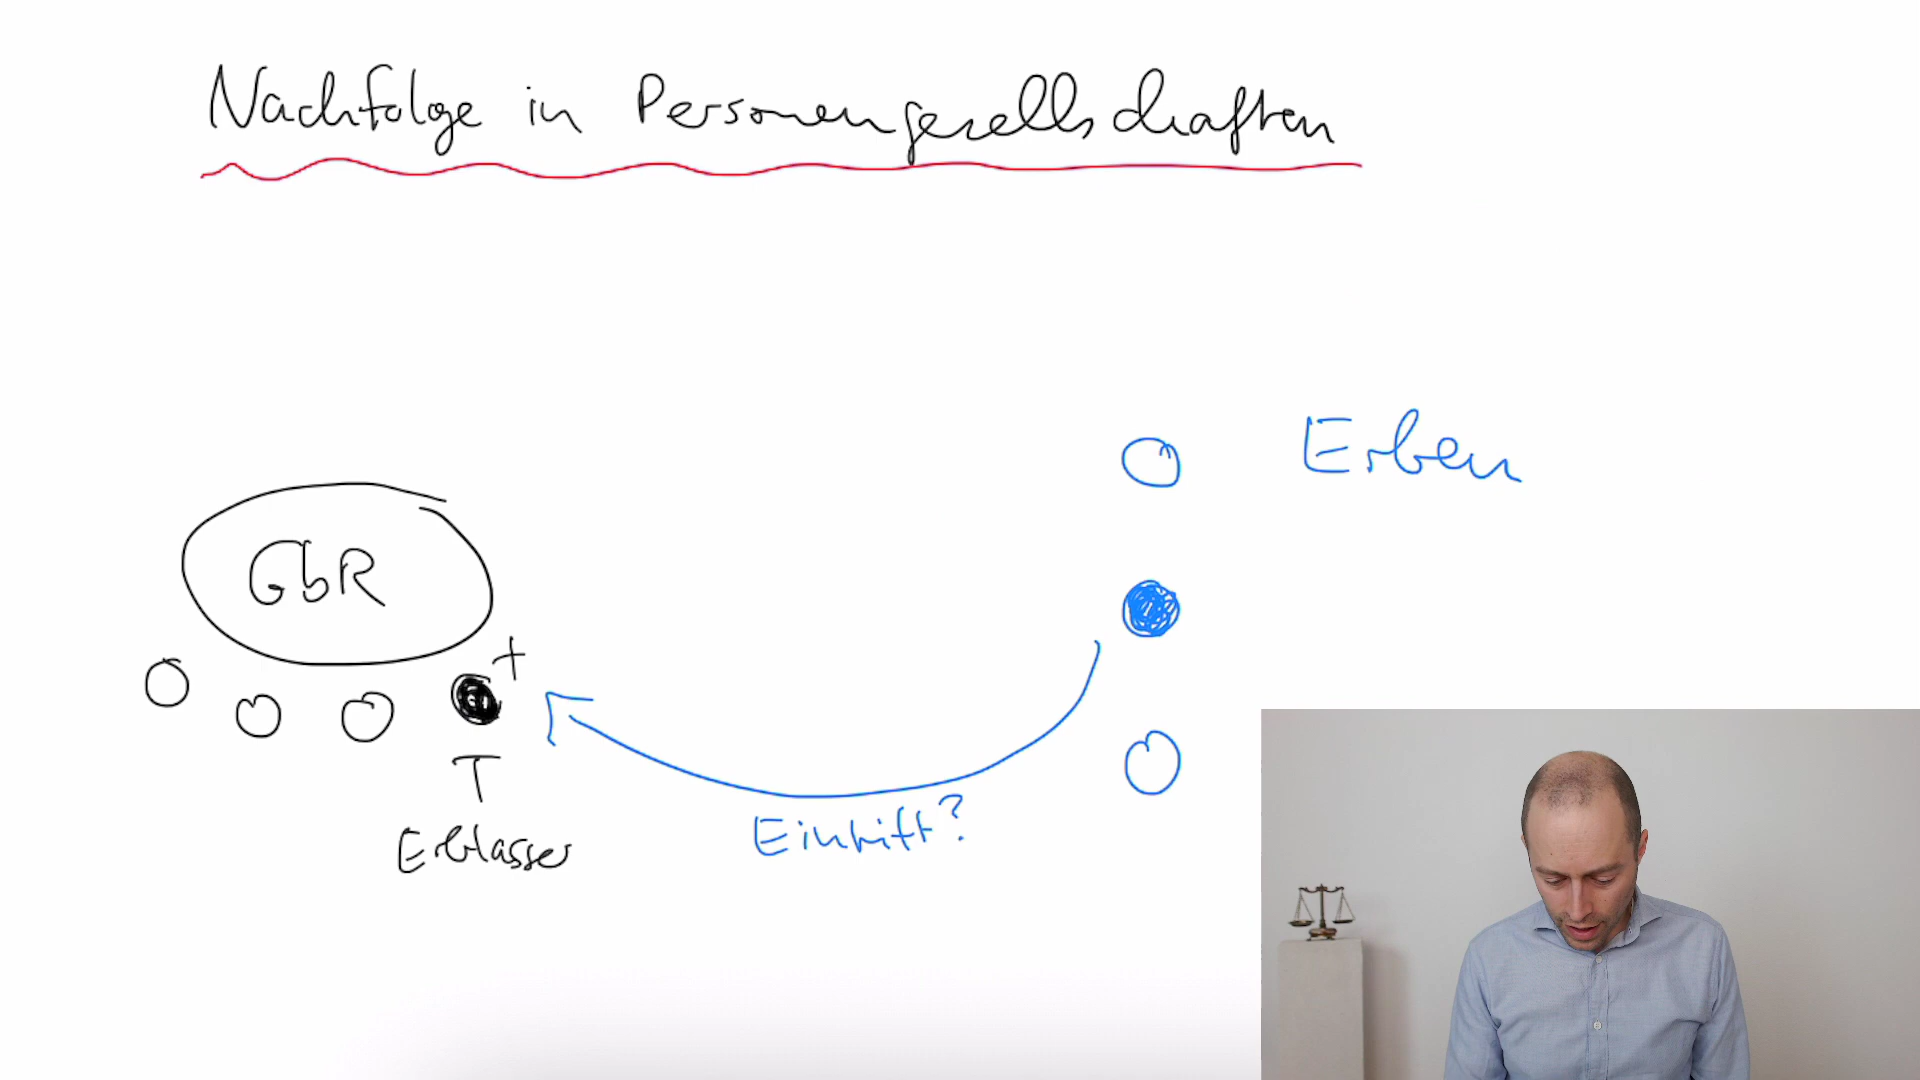 Nachfolge in Personengesellschaften
Erben
GbR
+
T
Eintritt?
Erblasser